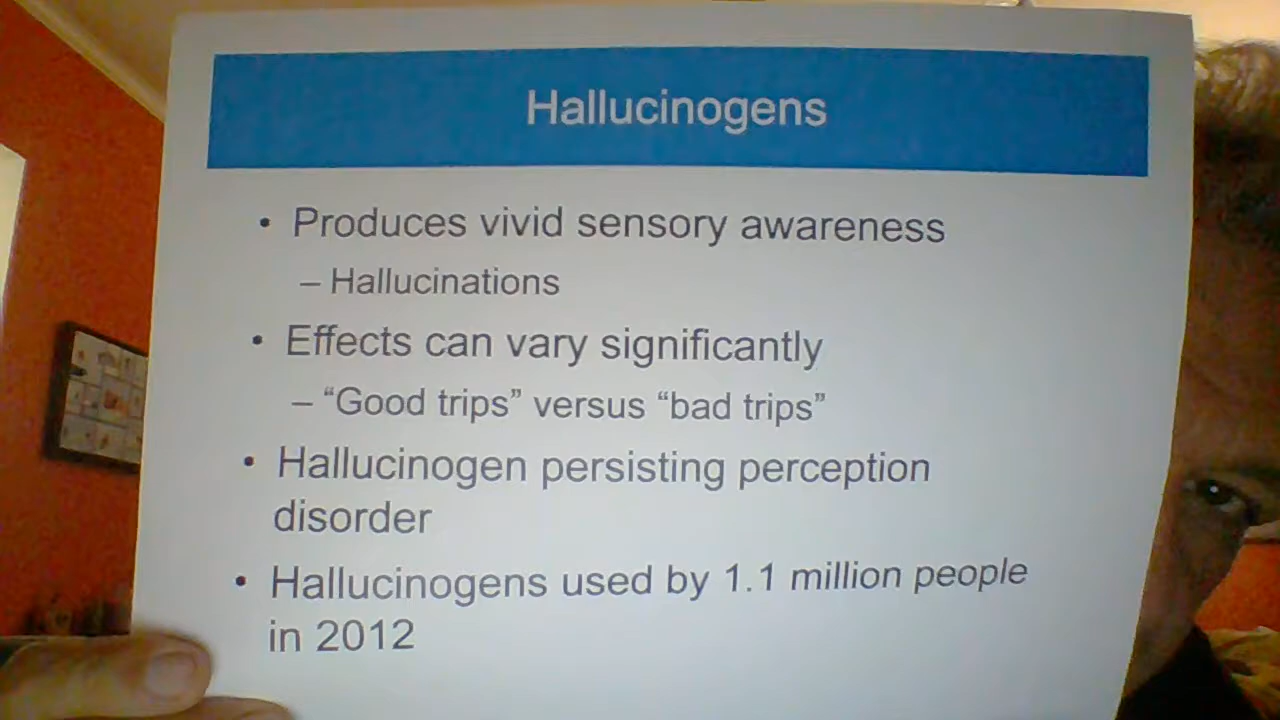 Hallucinogens
• Produces vivid sensory awareness
– Hallucinations
• Effects can vary significantly
– “Good trips” versus “bad trips”
• Hallucinogen persisting perception
disorder
• Hallucinogens used by 1.1 million people
in 2012